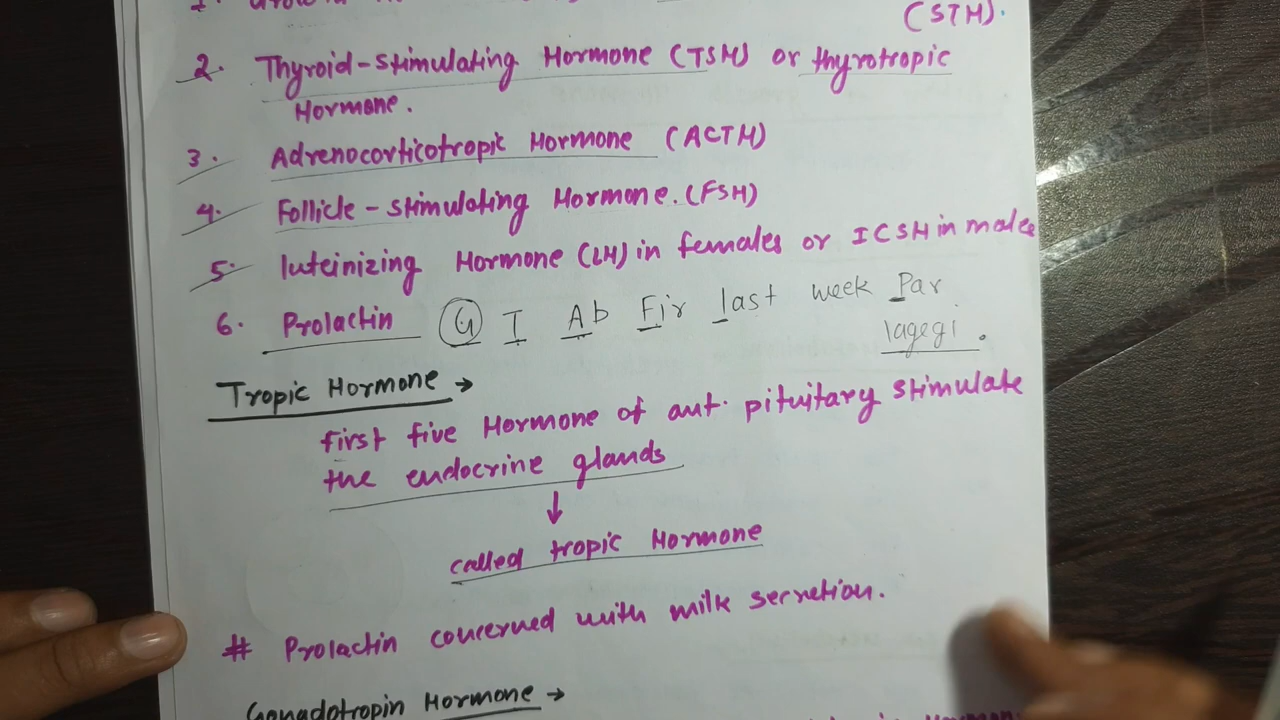 1.
(STH).
2. Thyroid-stimulating Hormone (TSH) or thyrotropic
Hormone.
3. Adrenocorticotropic Hormone (ACTH)
4. Follicle-stimulating Hormone. (FSH)
5. luteinizing Hormone (LH) in females or ICSH in males
6. Prolactin G I Ab Fir last week Par
lagegi.
Tropic Hormone →
first five Hormone of ant. pituitary stimulate
the endocrine glands
↓
called tropic Hormone
# Prolactin concerned with milk secretion.
Gonadotropin Hormone →